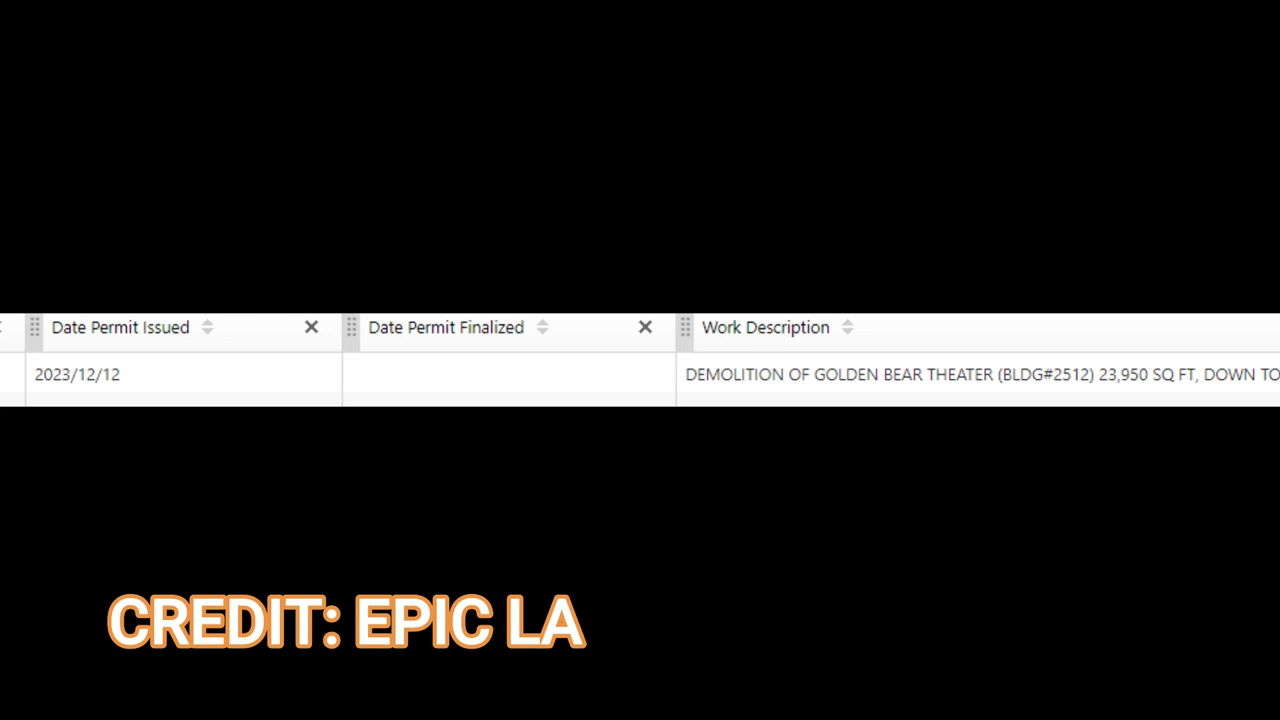 Date Permit Issued Date Permit Finalized Work Description
2023/12/12 DEMOLITION OF GOLDEN BEAR THEATER (BLDG#2512) 23,950 SQ FT, DOWN TO
CREDIT: EPIC LA